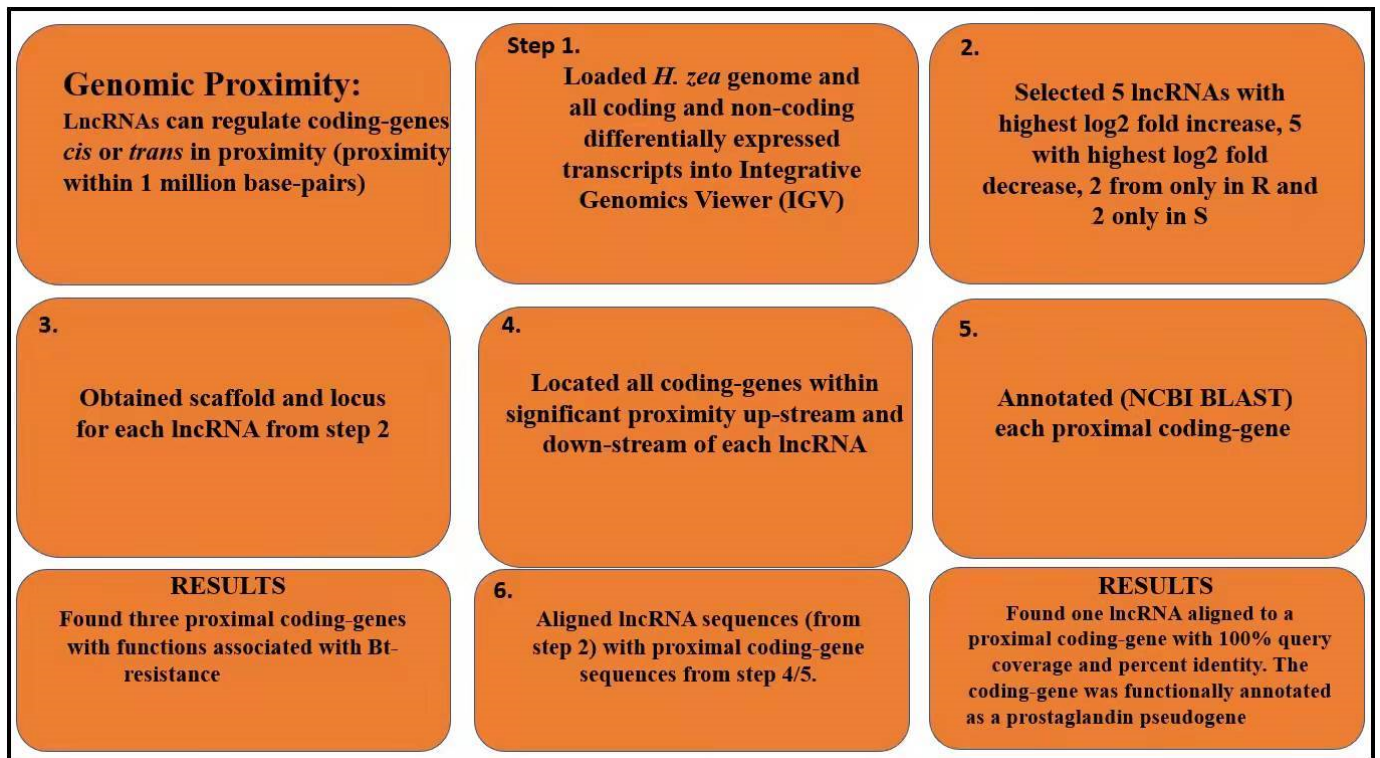 Genomic Proximity:
LncRNAs can regulate coding-genes
cis or trans in proximity (proximity
within 1 million base-pairs)
Step 1.
Loaded H. zea genome and
all coding and non-coding
differentially expressed
transcripts into Integrative
Genomics Viewer (IGV)
2.
Selected 5 lncRNAs with
highest log2 fold increase, 5
with highest log2 fold
decrease, 2 from only in R and
2 only in S
3.
Obtained scaffold and locus
for each lncRNA from step 2
4.
Located all coding-genes within
significant proximity up-stream and
down-stream of each lncRNA
5.
Annotated (NCBI BLAST)
each proximal coding-gene
RESULTS
Found three proximal coding-genes
with functions associated with Bt-
resistance
6.
Aligned lncRNA sequences (from
step 2) with proximal coding-gene
sequences from step 4/5.
RESULTS
Found one lncRNA aligned to a
proximal coding-gene with 100% query
coverage and percent identity. The
coding-gene was functionally annotated
as a prostaglandin pseudogene